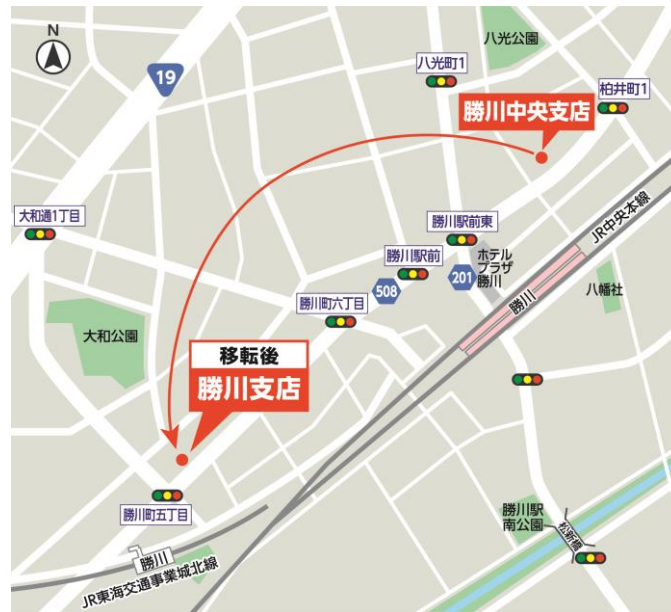 N
19
八光公園
八光町1
柏井町1
勝川中央支店
大和通1丁目
勝川駅前東
勝川駅前
ホテル
プラザ
勝川
JR中央本線
勝川
八幡社
201
508
勝川町六丁目
大和公園
移転後
勝川支店
勝川町五丁目
勝川
JR東海交通事業城北線
勝川駅
南公園
松新橋